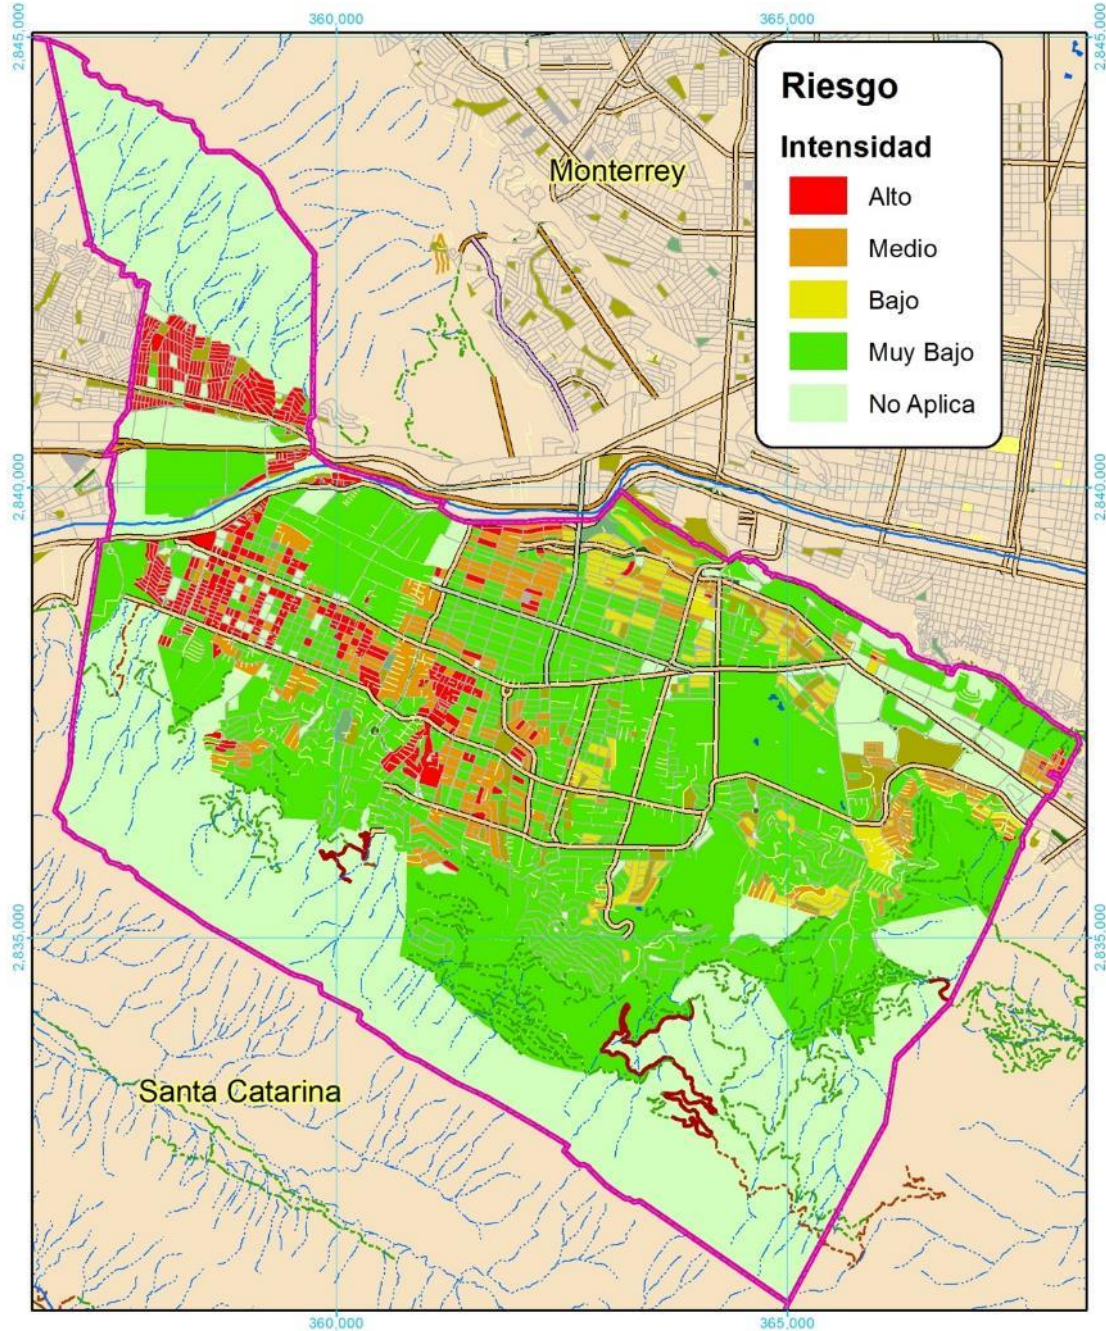 360,000
365,000
2,845,000
2,845,000
Riesgo
Intensidad
Alto
Medio
Bajo
Muy Bajo
No Aplica
Monterrey
2,840,000
2,840,000
2,835,000
2,835,000
Santa Catarina
360,000
365,000